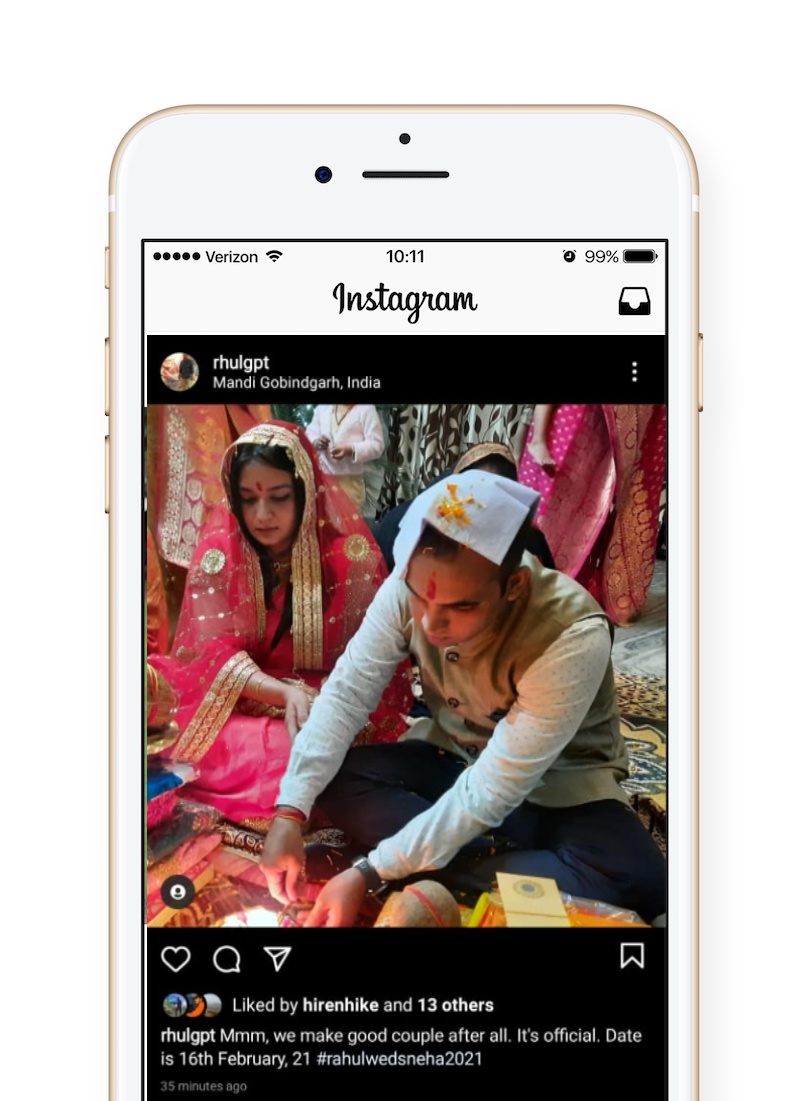 Verizon 10:11 99%
Instagram
rhulgpt
Mandi Gobindgarh, India
Liked by hirenhike and 13 others
rhulgpt Mmm, we make good couple after all. It's official. Date
is 16th February, 21 #rahulwedsneha2021
35 minutes ago